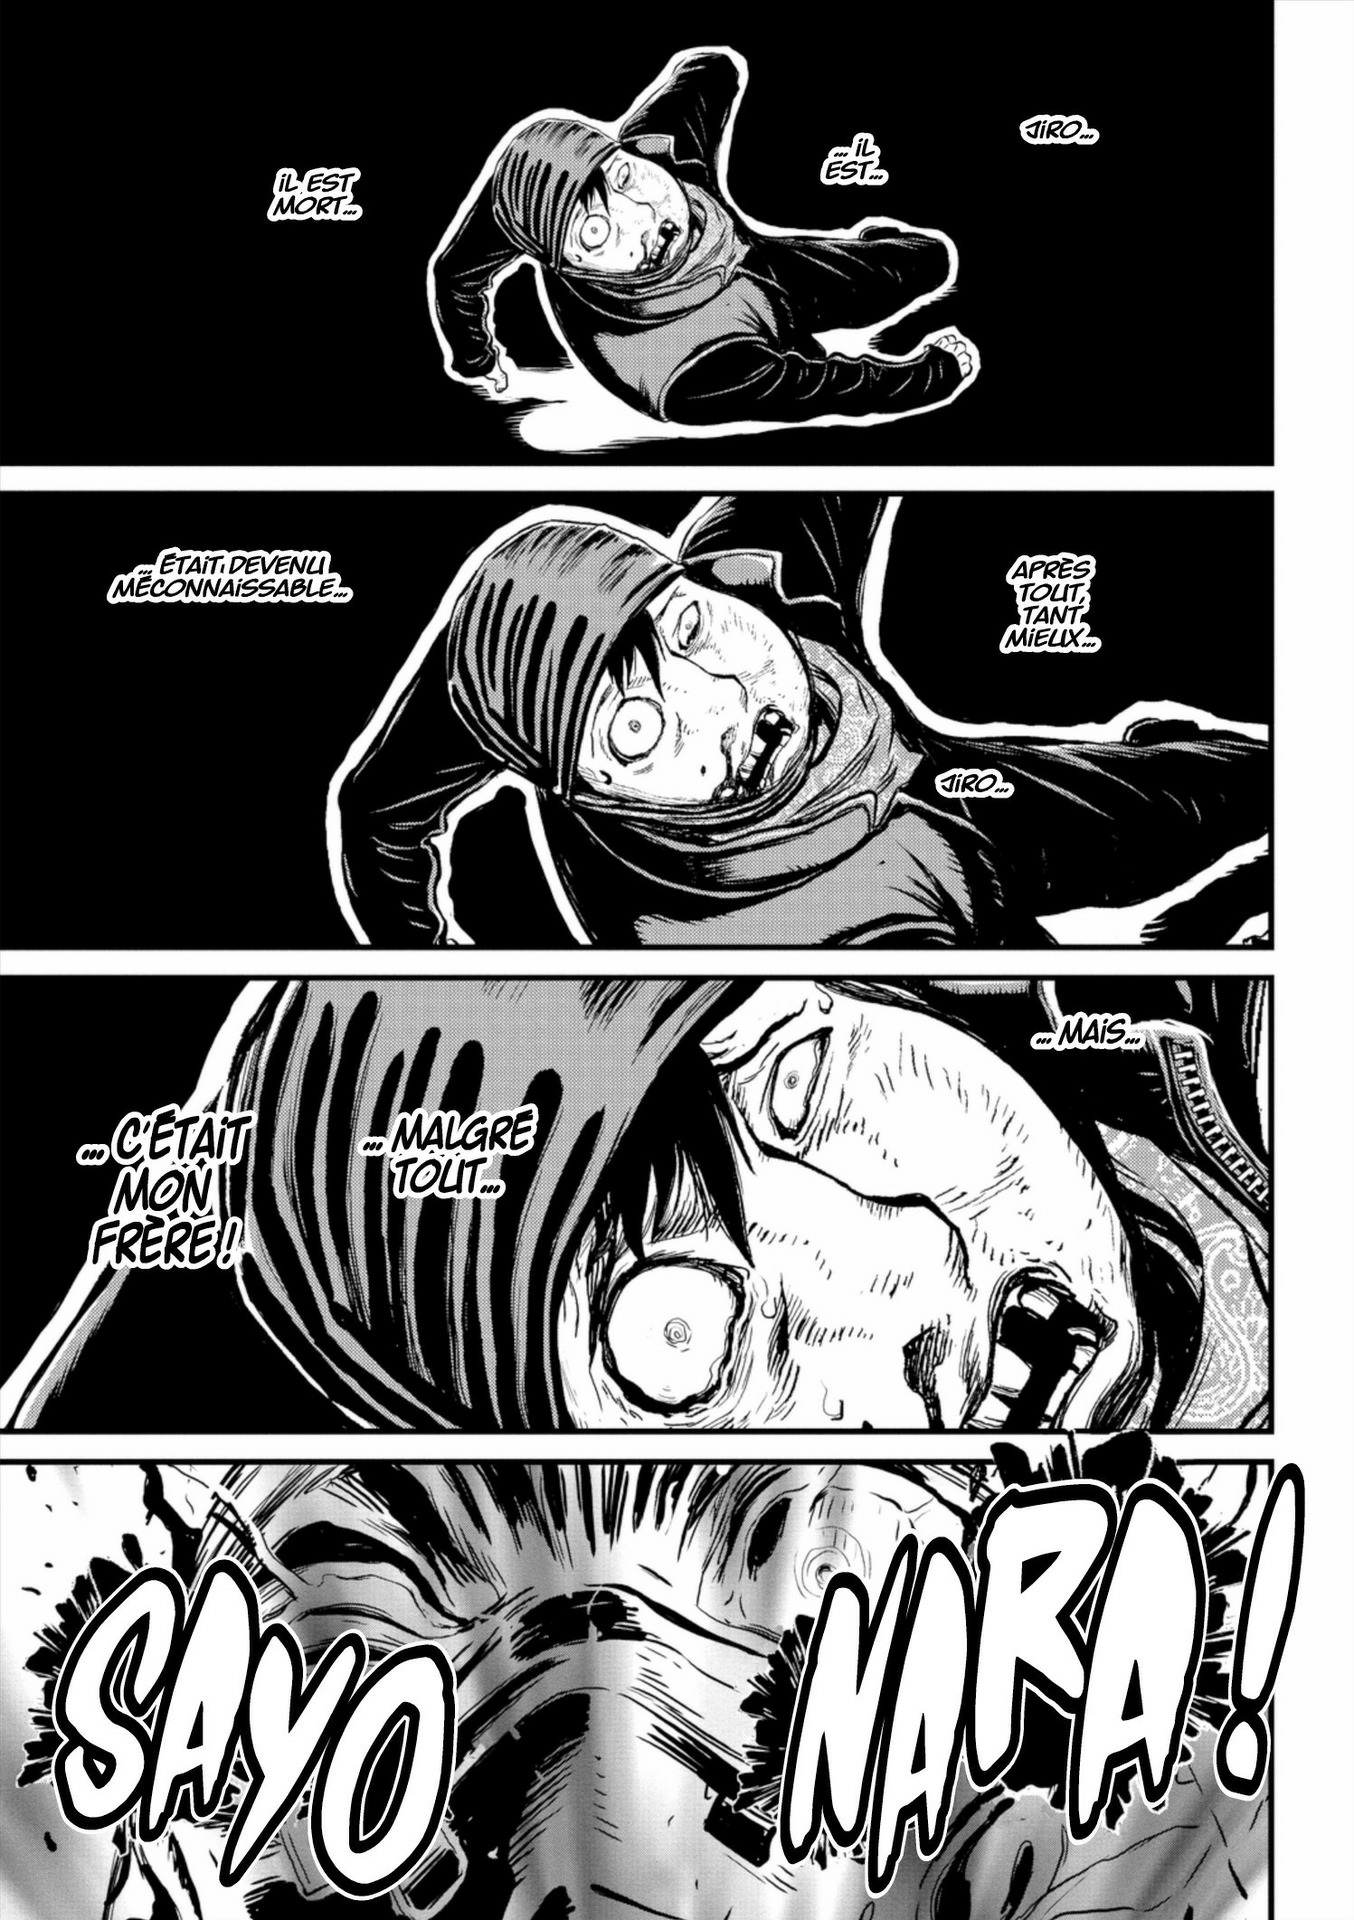 JIRO...
... IL
EST...
IL EST
MORT...
APRÈS
TOUT,
TANT
MIEUX...
JIRO...
... ÉTAIT DEVENU
MÉCONNAISSABLE...
... MAIS...
... MALGRÉ
TOUT...
... C'ÉTAIT
MON
FRÈRE !
SAYO
NARA !